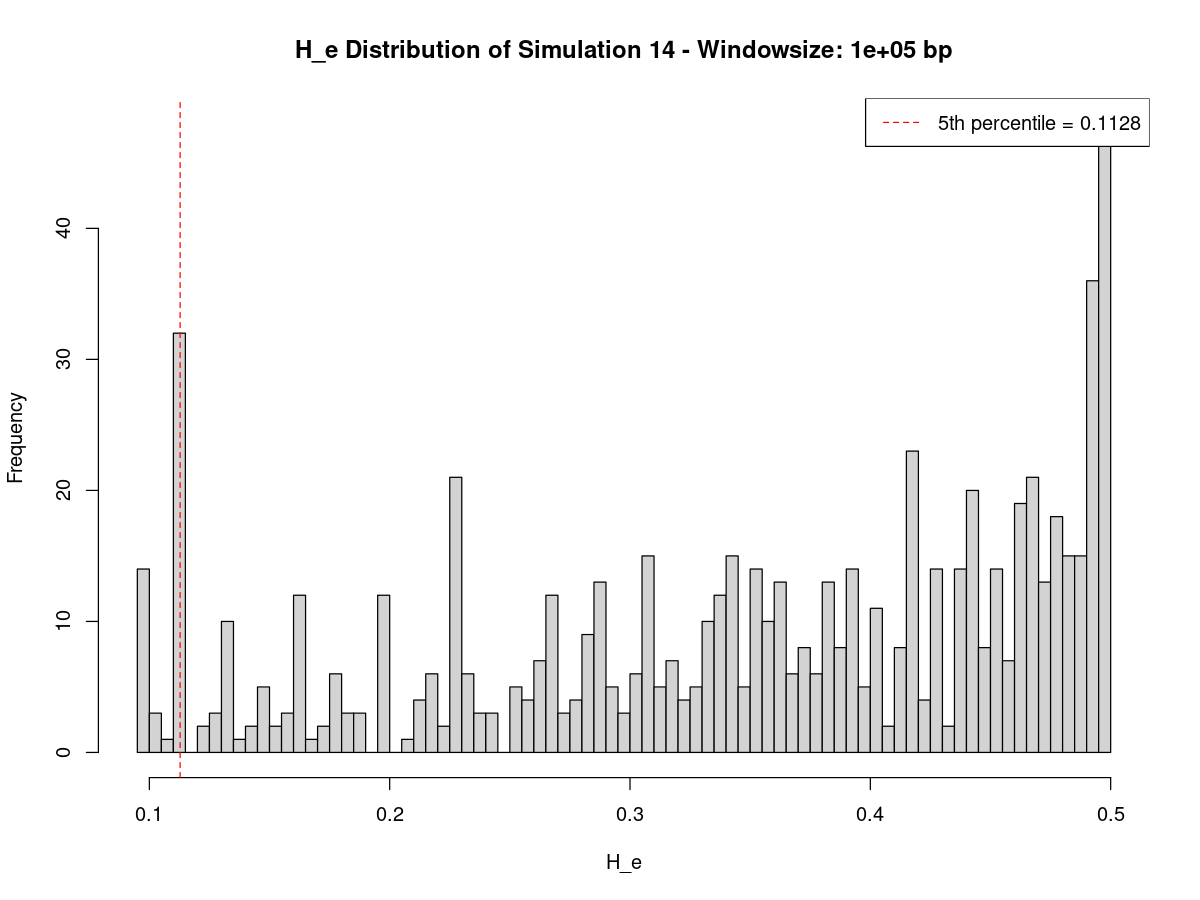 H_e Distribution of Simulation 14 - Windowsize: 1e+05 bp
5th percentile = 0.1128
Frequency
40
30
20
10
0
0.1 0.2 0.3 0.4 0.5
H_e